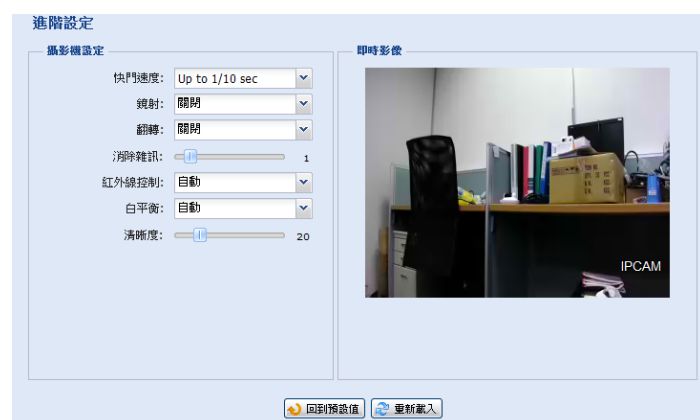 進階設定
攝影機設定
快門速度: Up to 1/10 sec
鏡射: 關閉
翻轉: 關閉
消除雜訊: 1
紅外線控制: 自動
白平衡: 自動
清晰度: 20
即時影像
IPCAM
回到預設值 重新載入